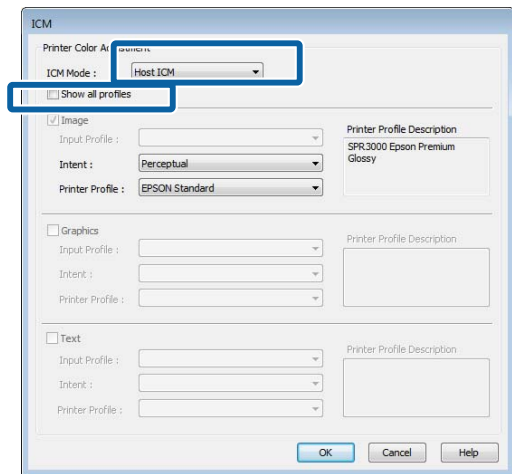 ICM
Printer Color Adjustment
ICM Mode : Host ICM
Show all profiles
Image
Input Profile :
Printer Profile Description
SPR3000 Epson Premium
Glossy
Intent : Perceptual
Printer Profile : EPSON Standard
Graphics
Input Profile :
Printer Profile Description
Intent :
Printer Profile :
Text
Input Profile :
Printer Profile Description
Intent :
Printer Profile :
OK Cancel Help